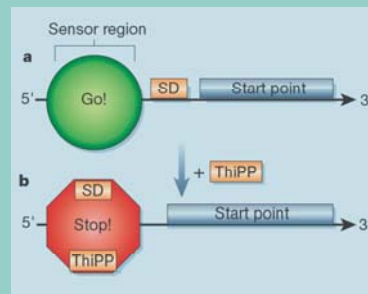 Sensor region
a
5'
Go!
SD
Start point
3
+ ThiPP
b
5'
SD
Stop!
ThiPP
Start point
3